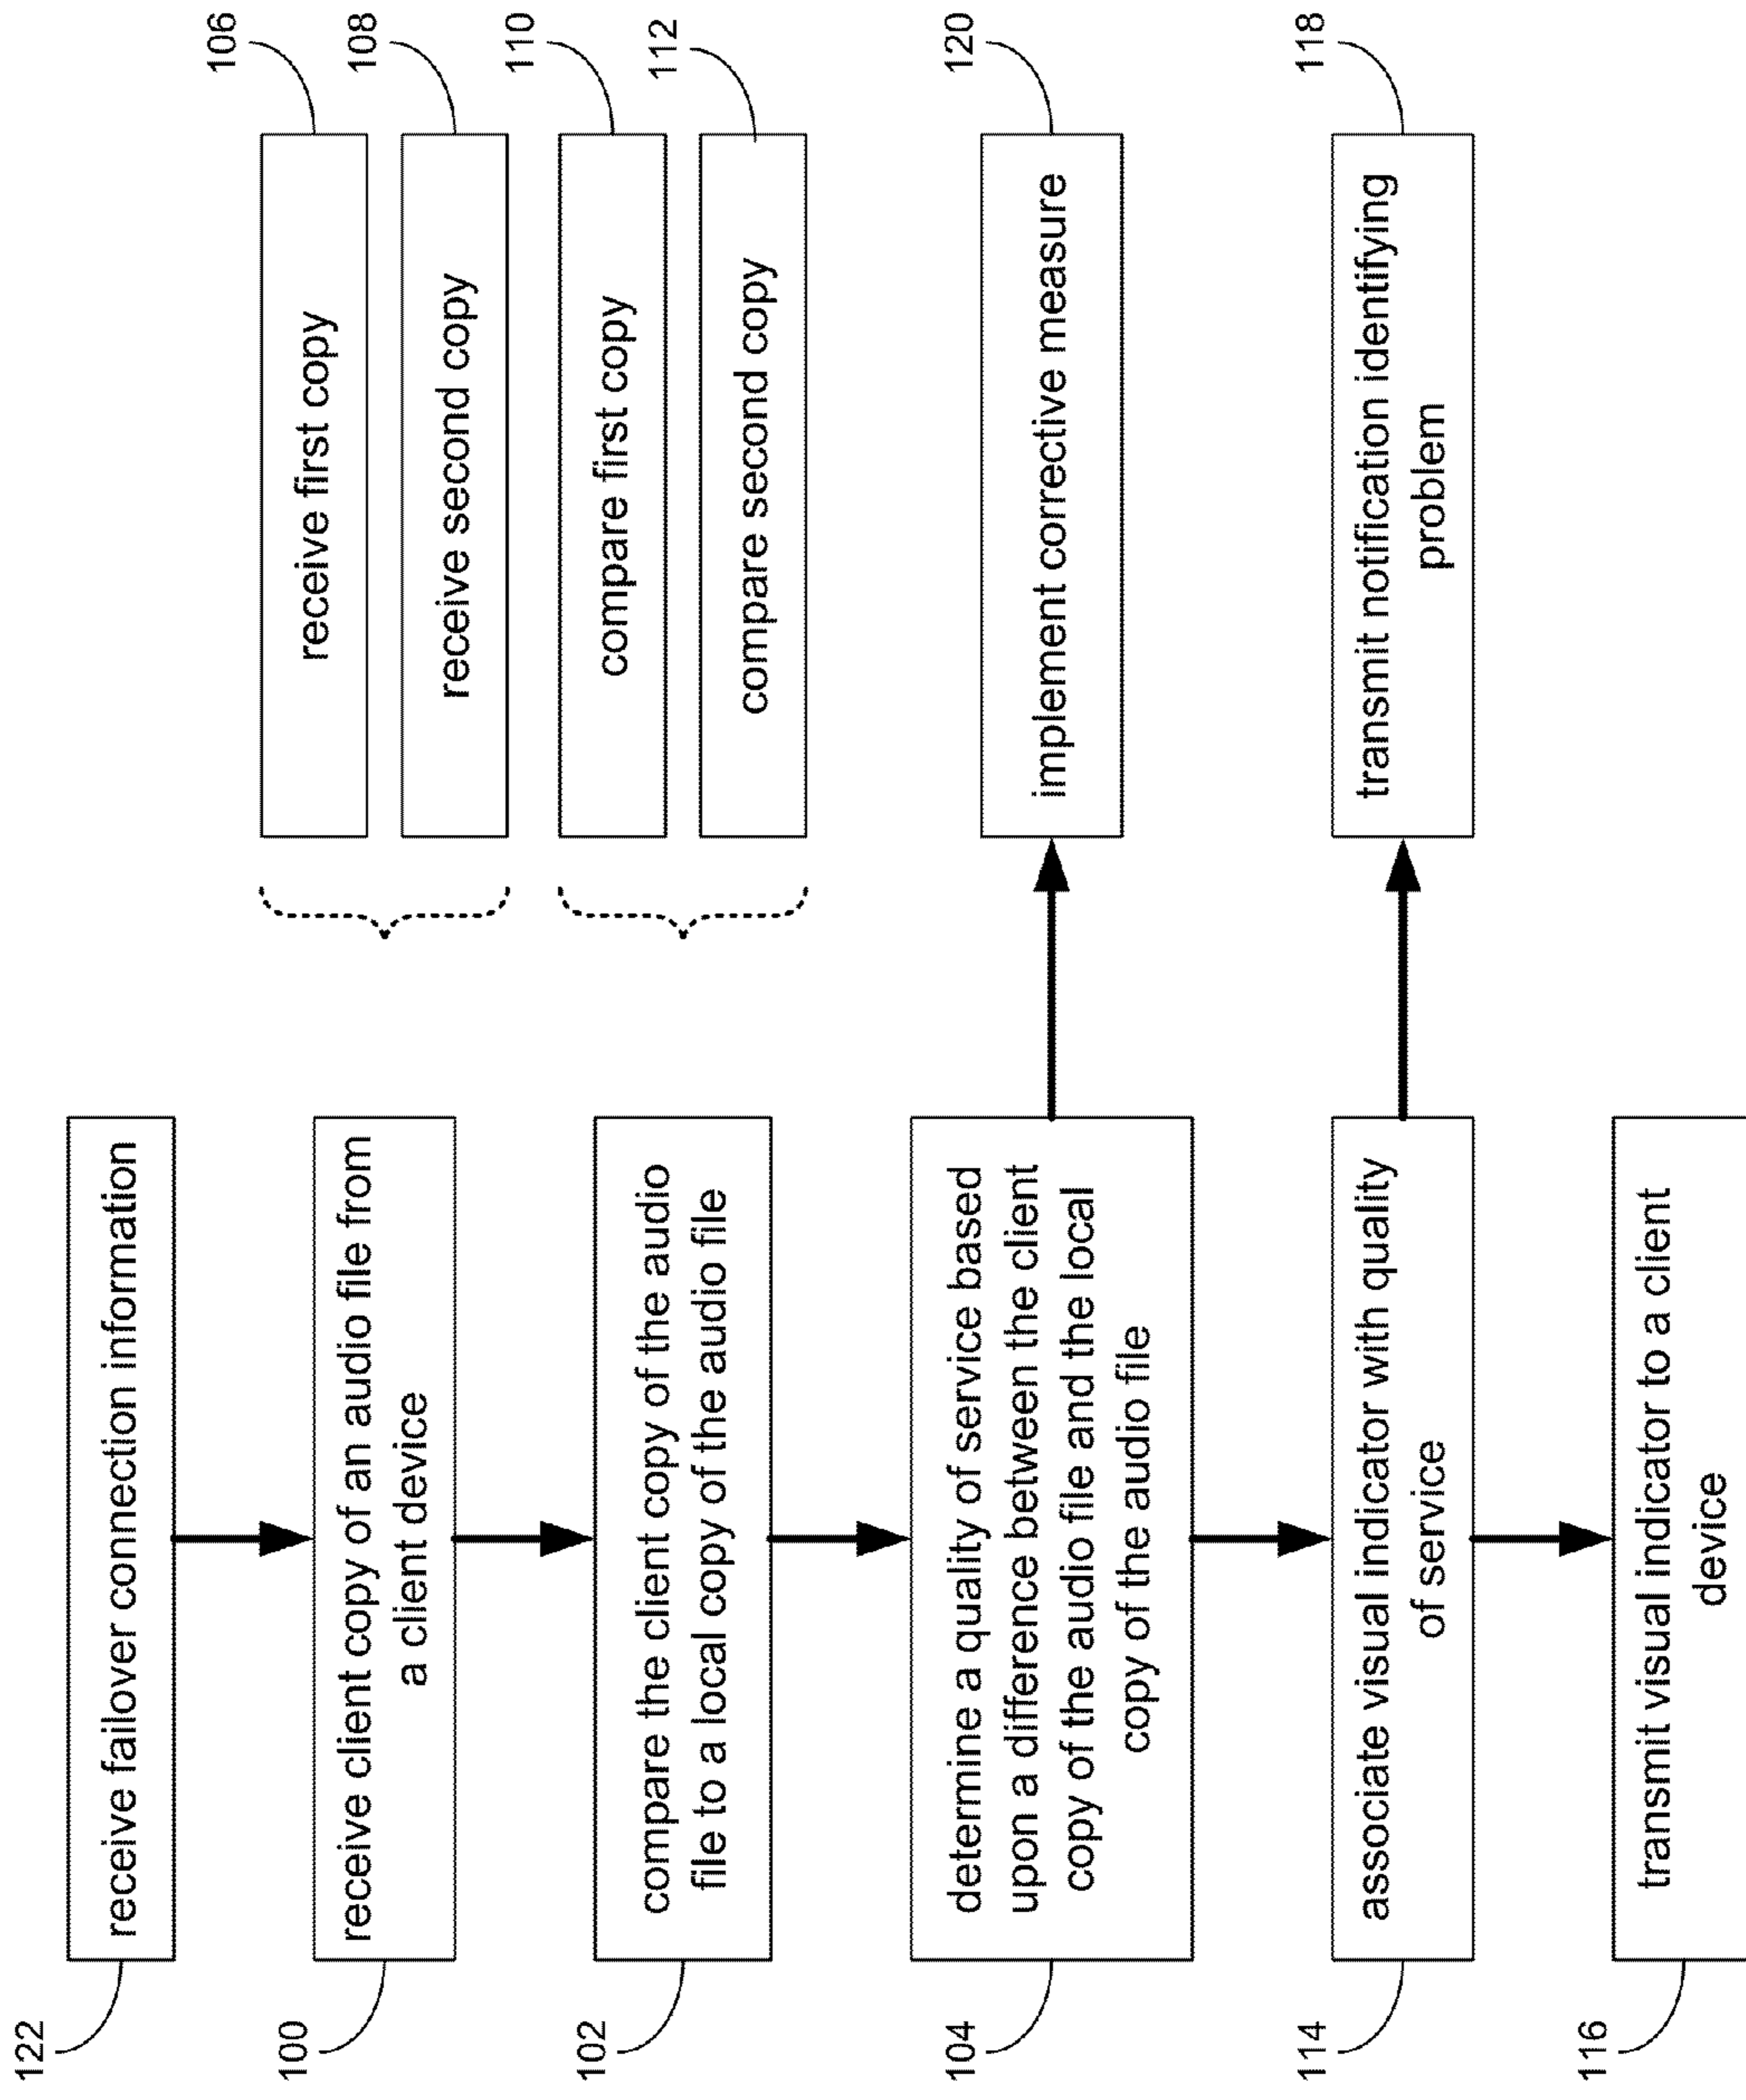 122
receive failover connection information
100
receive client copy of an audio file from
a client device
106
receive first copy
108
receive second copy
102
compare the client copy of the audio
file to a local copy of the audio file
110
compare first copy
112
compare second copy
104
determine a quality of service based
upon a difference between the client
copy of the audio file and the local
copy of the audio file
120
implement corrective measure
114
associate visual indicator with quality
of service
118
transmit notification identifying
problem
116
transmit visual indicator to a client
device